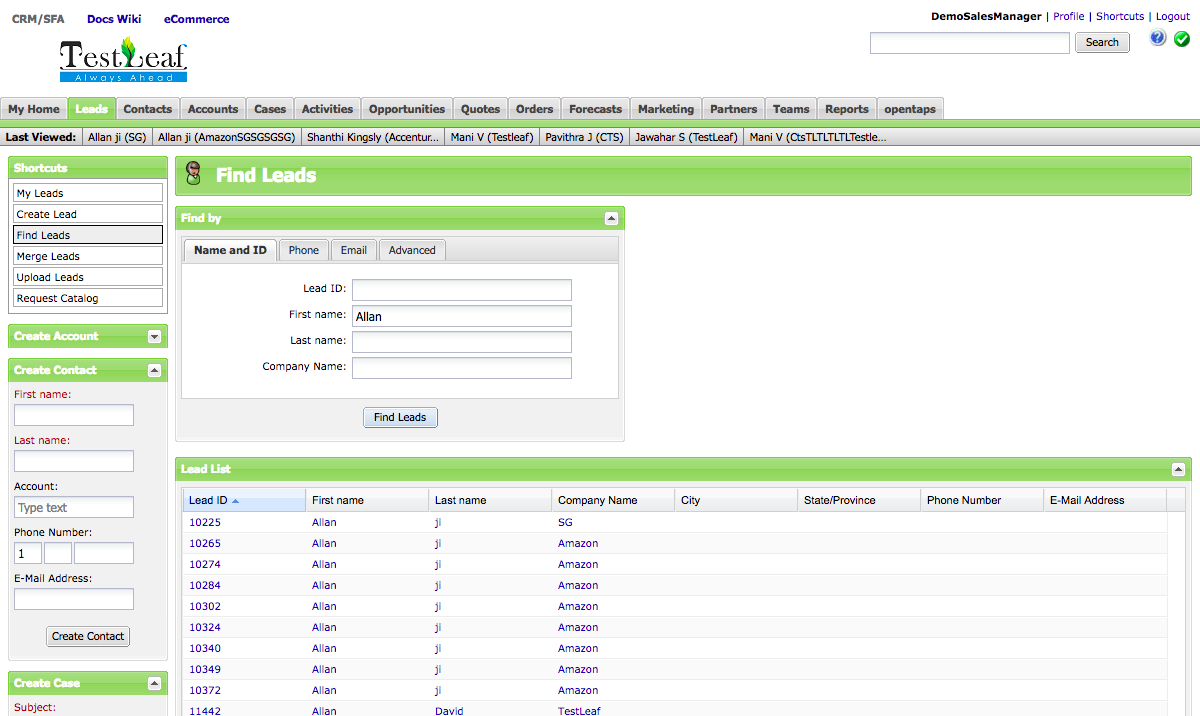 CRM/SFA Docs Wiki eCommerce
DemoSalesManager | Profile | Shortcuts | Logout
Search
TestLeaf
Always Ahead
My Home Leads Contacts Accounts Cases Activities Opportunities Quotes Orders Forecasts Marketing Partners Teams Reports opentaps
Last Viewed: Allan ji (SG) Allan ji (AmazonSGSGSGSG) Shanthi Kingsly (Accentur... Mani V (Testleaf) Pavithra J (CTS) Jawahar S (TestLeaf) Mani V (CtsTLTLTLTLTestle...
Shortcuts
My Leads
Create Lead
Find Leads
Merge Leads
Upload Leads
Request Catalog
Create Account
Create Contact
First name:
Last name:
Account:
Type text
Phone Number:
1
E-Mail Address:
Create Contact
Create Case
Subject:
Find Leads
Find by
Name and ID Phone Email Advanced
Lead ID:
First name: Allan
Last name:
Company Name:
Find Leads
Lead List
Lead ID First name Last name Company Name City State/Province Phone Number E-Mail Address
10225 Allan ji SG
10265 Allan ji Amazon
10274 Allan ji Amazon
10284 Allan ji Amazon
10302 Allan ji Amazon
10324 Allan ji Amazon
10340 Allan ji Amazon
10349 Allan ji Amazon
10372 Allan ji Amazon
11442 Allan David TestLeaf